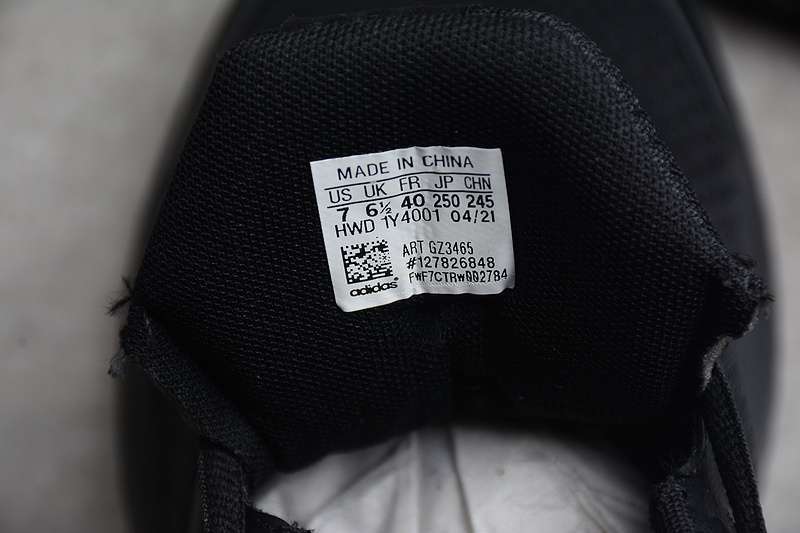 MADE IN CHINA
US UK FR JP CHN
7 6½ 40 250 245
HWD 1Y4001 04/21
ART GZ3465
#127826848
FWF7CTRW002784
adidas